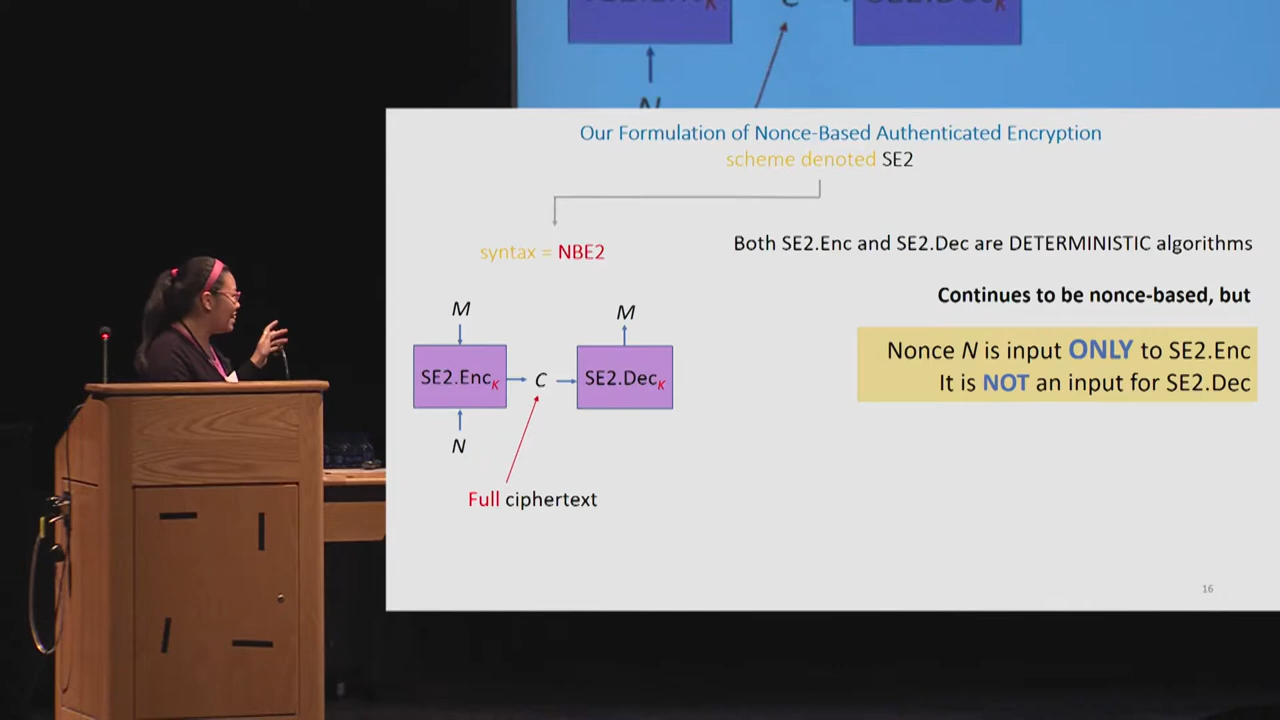 N
Our Formulation of Nonce-Based Authenticated Encryption
scheme denoted SE2
syntax = NBE2
Both SE2.Enc and SE2.Dec are DETERMINISTIC algorithms
Continues to be nonce-based, but
Nonce N is input ONLY to SE2.Enc
It is NOT an input for SE2.Dec
M
M
SE2.EncK
C
SE2.DecK
N
Full ciphertext
16